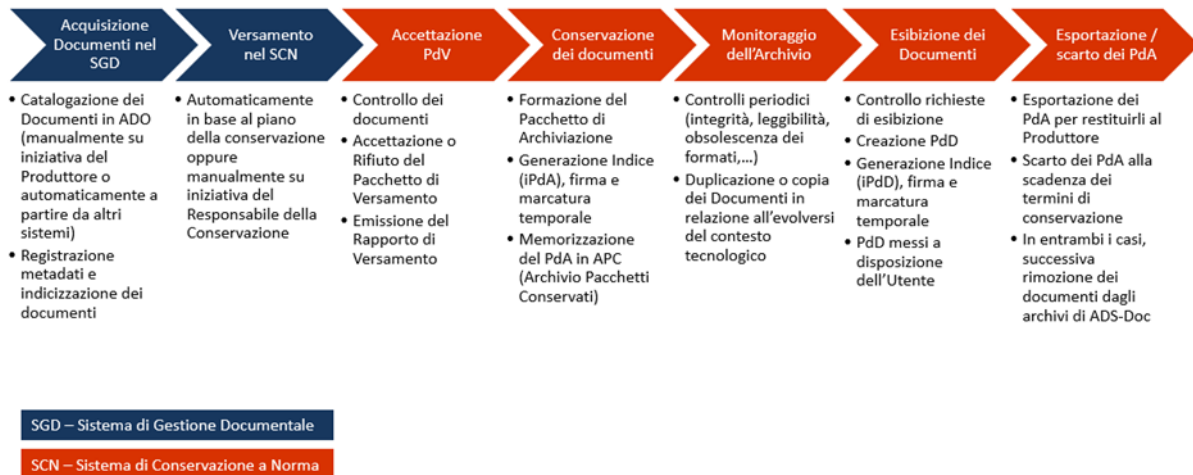 Acquisizione
Documenti nel
SGD
Versamento
nel SCN
Accettazione
PdV
Conservazione
dei documenti
Monitoraggio
dell'Archivio
Esibizione dei
Documenti
Esportazione /
scarto dei PdA
• Catalogazione dei
Documenti in ADO
(manualmente su
iniziativa del
Produttore o
automaticamente a
partire da altri
sistemi)
• Registrazione
metadati e
indicizzazione dei
documenti
• Automaticamente
in base al piano
della conservazione
oppure
manualmente su
iniziativa del
Responsabile della
Conservazione
• Controllo dei
documenti
• Accettazione o
Rifiuto del
Pacchetto di
Versamento
• Emissione del
Rapporto di
Versamento
• Formazione del
Pacchetto di
Archiviazione
• Generazione Indice
(iPdA), firma e
marcatura
temporale
• Memorizzazione
del PdA in APC
(Archivio Pacchetti
Conservati)
• Controlli periodici
(integrità, leggibilità,
obsolescenza dei
formati,...)
• Duplicazione o copia
dei Documenti in
relazione all'evolversi
del contesto
tecnologico
• Controllo richieste
di esibizione
• Creazione PdD
• Generazione Indice
(iPdD), firma e
marcatura
temporale
• PdD messi a
disposizione
dell'Utente
• Esportazione dei
PdA per restituirli al
Produttore
• Scarto dei PdA alla
scadenza dei
termini di
conservazione
• In entrambi i casi,
successiva
rimozione dei
documenti dagli
archivi di ADS-Doc
SGD – Sistema di Gestione Documentale
SCN – Sistema di Conservazione a Norma